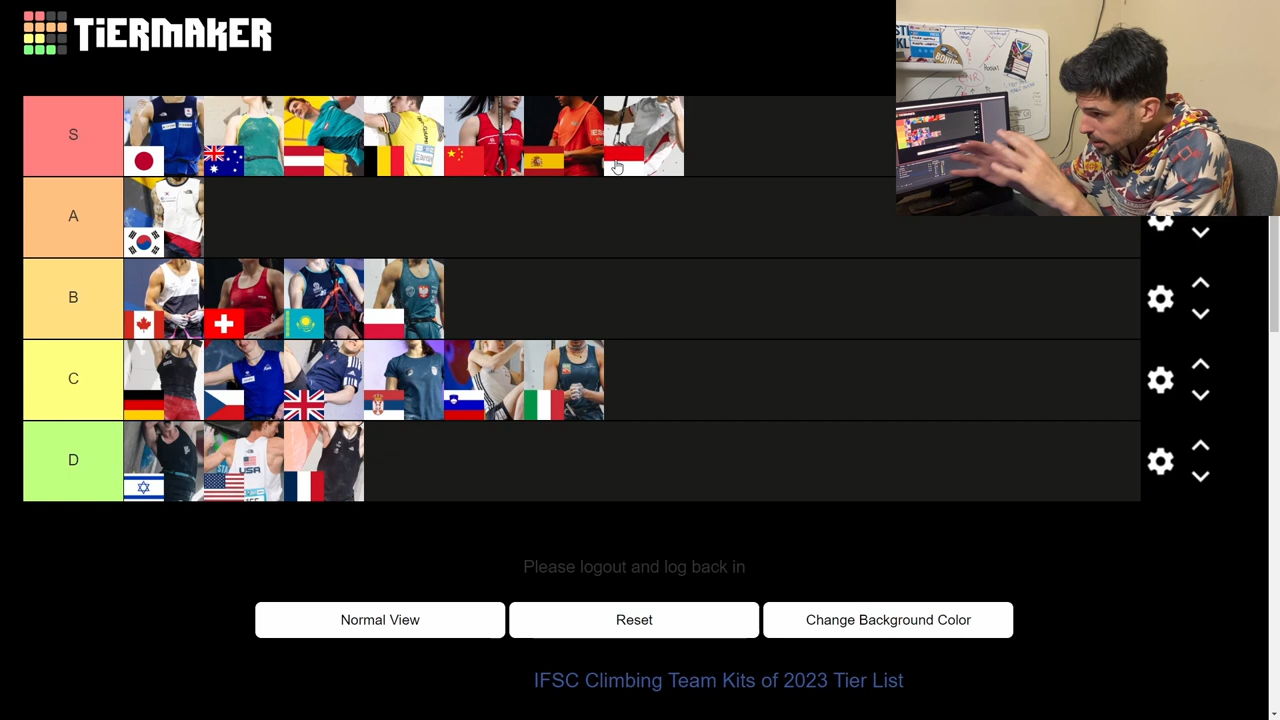 TiERMAKER
S
A
B
C
D
USA
Please logout and log back in
Normal View
Reset
Change Background Color
IFSC Climbing Team Kits of 2023 Tier List